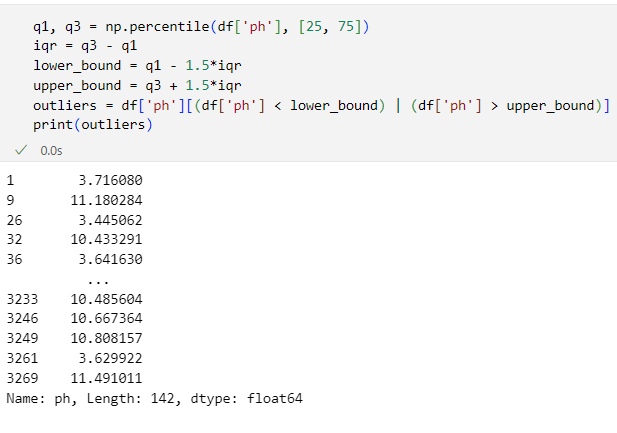 q1, q3 = np.percentile(df['ph'], [25, 75])
iqr = q3 - q1
lower_bound = q1 - 1.5*iqr
upper_bound = q3 + 1.5*iqr
outliers = df['ph'][(df['ph'] < lower_bound) | (df['ph'] > upper_bound)]
print(outliers)
✓ 0.0s
1        3.716080
9       11.180284
26       3.445062
32      10.433291
36       3.641630
          ...
3233    10.485604
3246    10.667364
3249    10.808157
3261     3.629922
3269    11.491011
Name: ph, Length: 142, dtype: float64